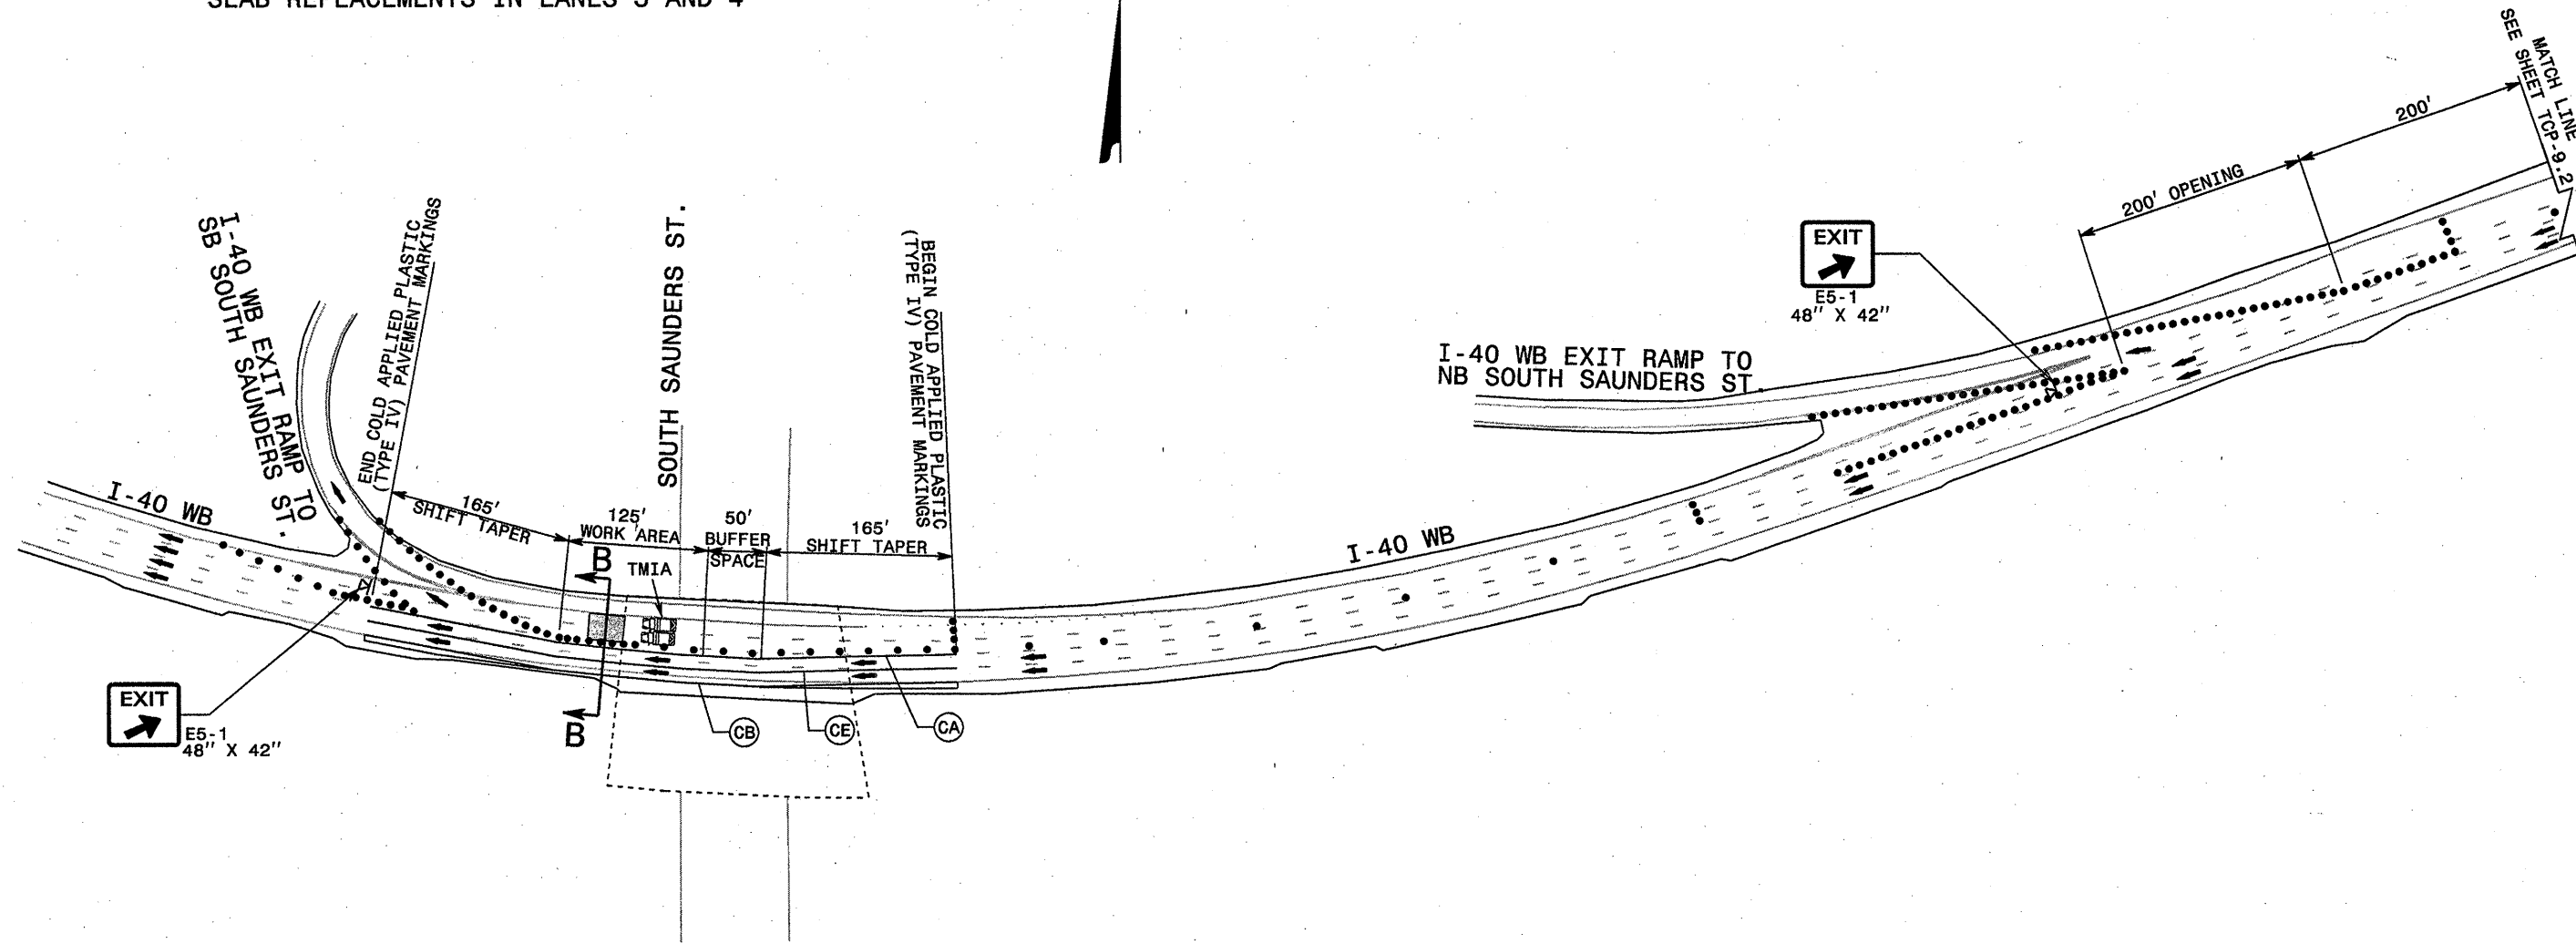 SLAB REPLACEMENTS IN LANES 3 AND 4
MATCH LINE
SEE SHEET TCP-9.2
200'
200' OPENING
EXIT
E5-1
48" X 42"
I-40 WB EXIT RAMP TO
NB SOUTH SAUNDERS ST.
I-40 WB EXIT RAMP TO
SB SOUTH SAUNDERS ST.
END COLD APPLIED PLASTIC
(TYPE IV) PAVEMENT MARKINGS
SOUTH SAUNDERS ST.
BEGIN COLD APPLIED PLASTIC
(TYPE IV) PAVEMENT MARKINGS
I-40 WB
165'
SHIFT TAPER
125'
WORK AREA
50'
BUFFER
SPACE
165'
SHIFT TAPER
I-40 WB
B
TMIA
B
CB
CE
CA
EXIT
E5-1
48" X 42"